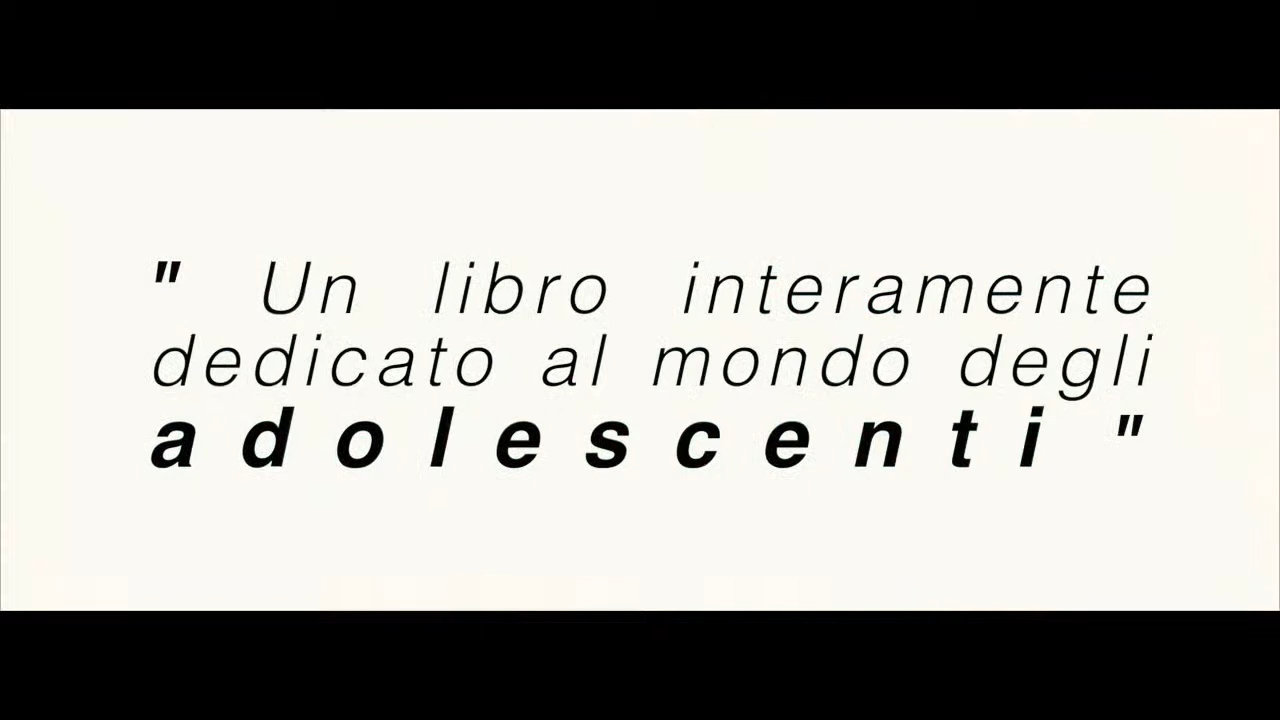 " Un libro interamente
dedicato al mondo degli
adolescenti "